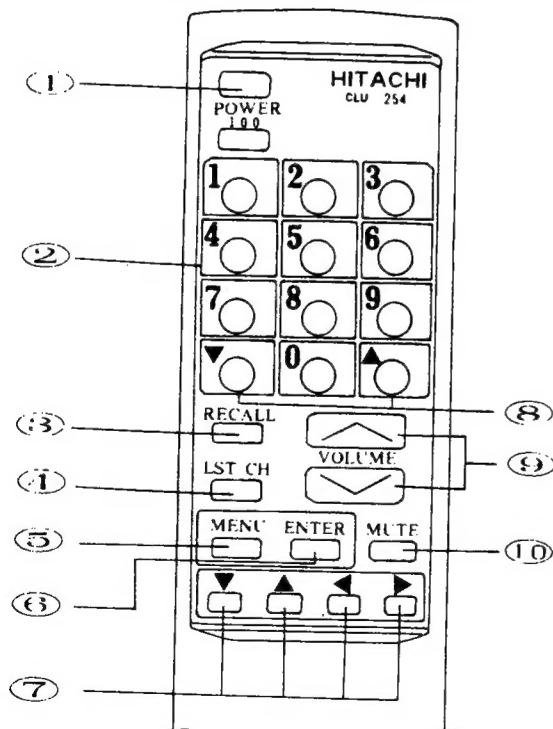 ① HITACHI
CLU 254
POWER
100
1 2 3
② 4 5 6
7 8 9
▼ 0 ▲
③ RECALL ⑧
VOLUME ⑨
④ LST CH
⑤ MENU ENTER MUTE ⑩
⑥ ▼ ▲ ◀ ▶
⑦